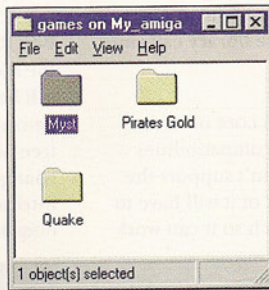 games on My_amiga
File Edit View Help
Myst
Pirates Gold
Quake
1 object(s) selected